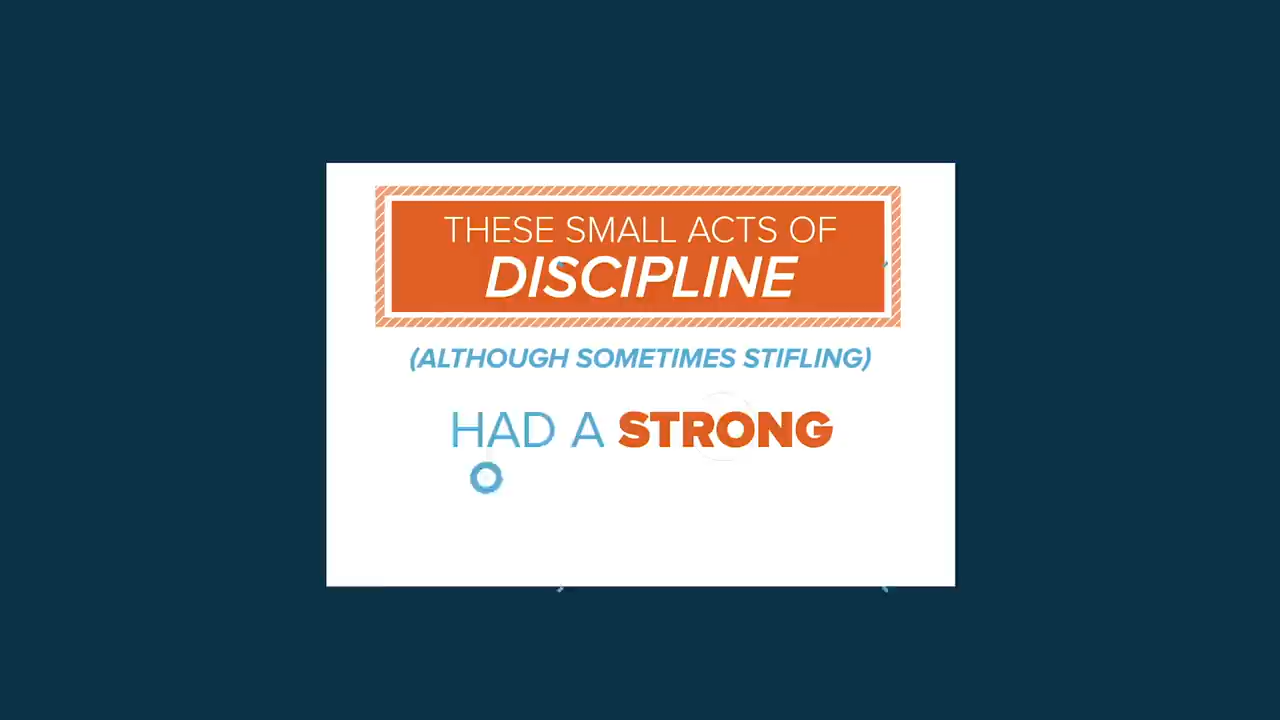 THESE SMALL ACTS OF
DISCIPLINE
(ALTHOUGH SOMETIMES STIFLING)
HAD A STRONG